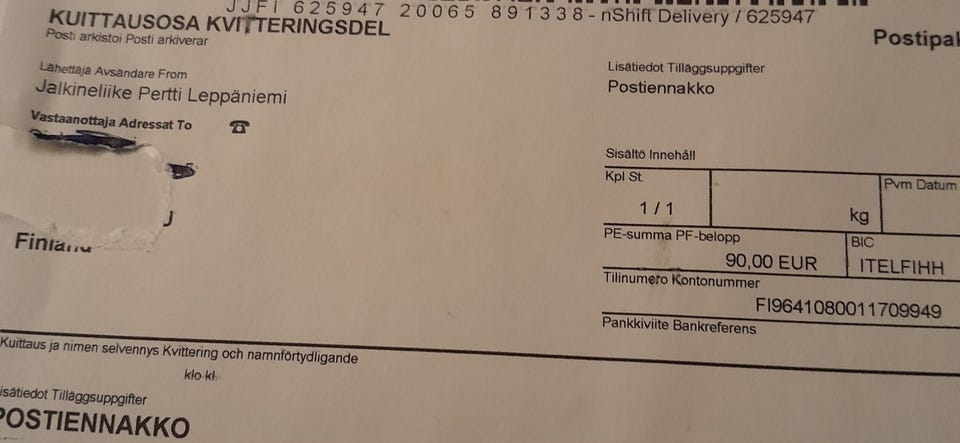 JJFI 625947 20065 891338 - nShift Delivery / 625947
KUITTAUSOSA KVITTERINGSDEL
Posti arkistoi Posti arkiverar
Lähettäjä Avsändare From
Jalkineliike Pertti Leppäniemi
Vastaanottaja Adressat To ☎
Finland
Lisätiedot Tilläggsuppgifter
Postiennakko
Sisältö Innehåll
Kpl St. Pvm Datum
1 / 1 kg
PE-summa PF-belopp BIC
90,00 EUR ITELFIHH
Tilinumero Kontonummer
FI9641080011709949
Pankkiviite Bankreferens
Kuittaus ja nimen selvennys Kvittering och namnförtydligande
klo kl.
Tilläggsuppgifter
POSTIENNAKKO